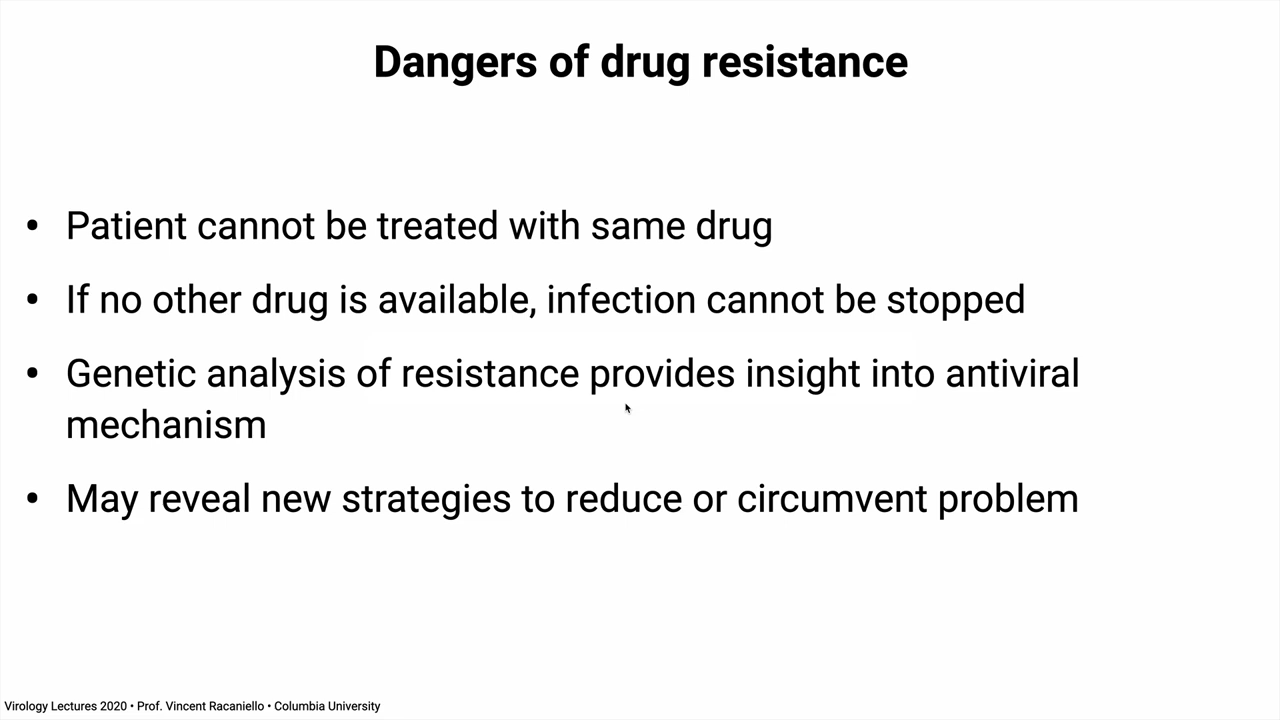 Dangers of drug resistance
• Patient cannot be treated with same drug
• If no other drug is available, infection cannot be stopped
• Genetic analysis of resistance provides insight into antiviral
mechanism
• May reveal new strategies to reduce or circumvent problem
Virology Lectures 2020 • Prof. Vincent Racaniello • Columbia University